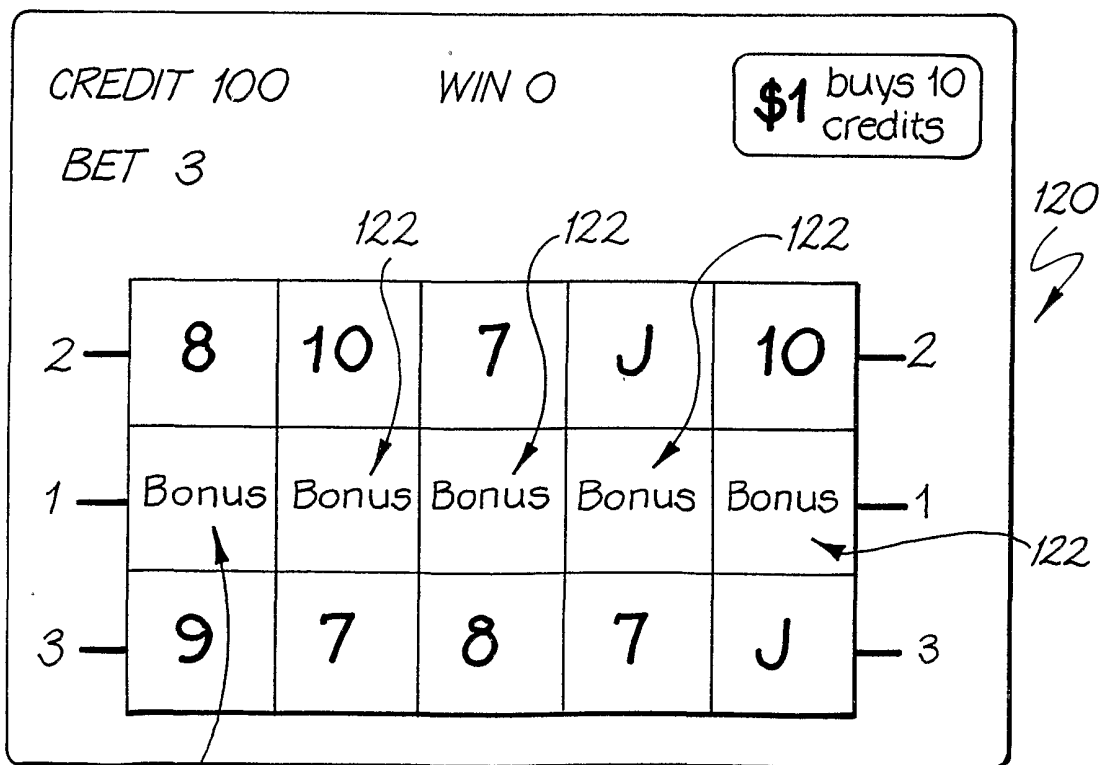 CREDIT 100 WIN 0 $1 buys 10 credits
BET 3
120
122 122 122
2 8 10 7 J 10 2
1 Bonus Bonus Bonus Bonus Bonus 1
122
3 9 7 8 7 J 3